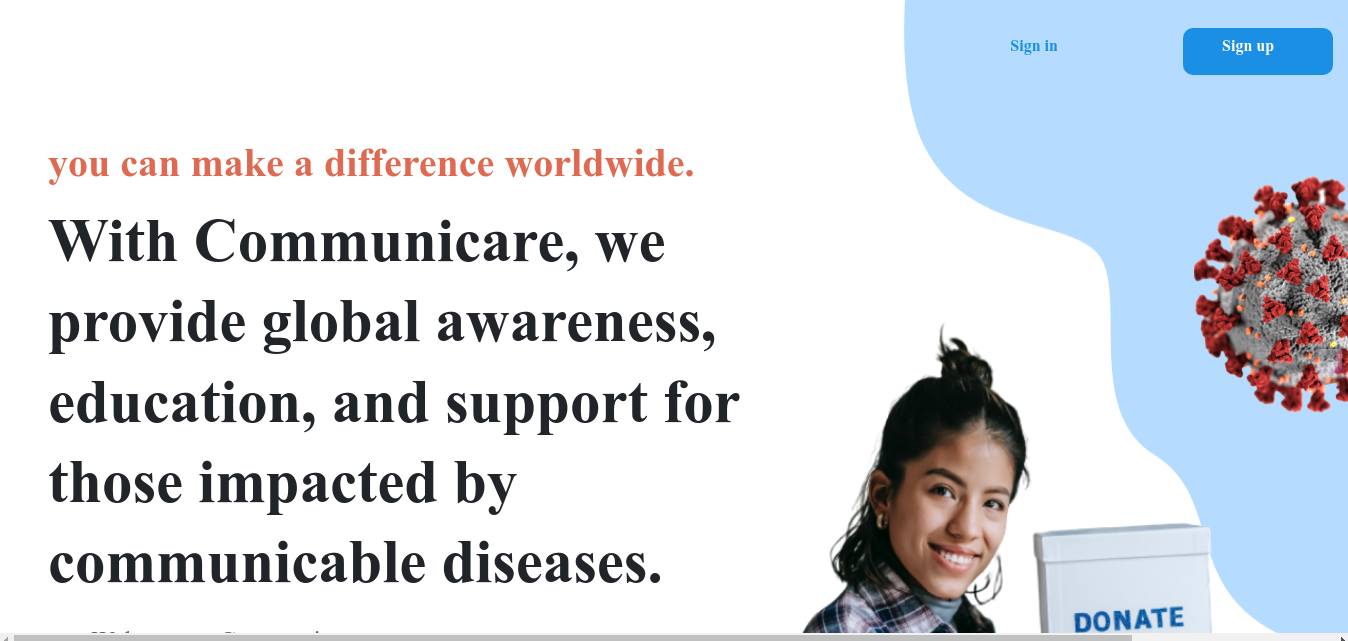 Sign in
Sign up
you can make a difference worldwide.
With Communicare, we
provide global awareness,
education, and support for
those impacted by
communicable diseases.
DONATE